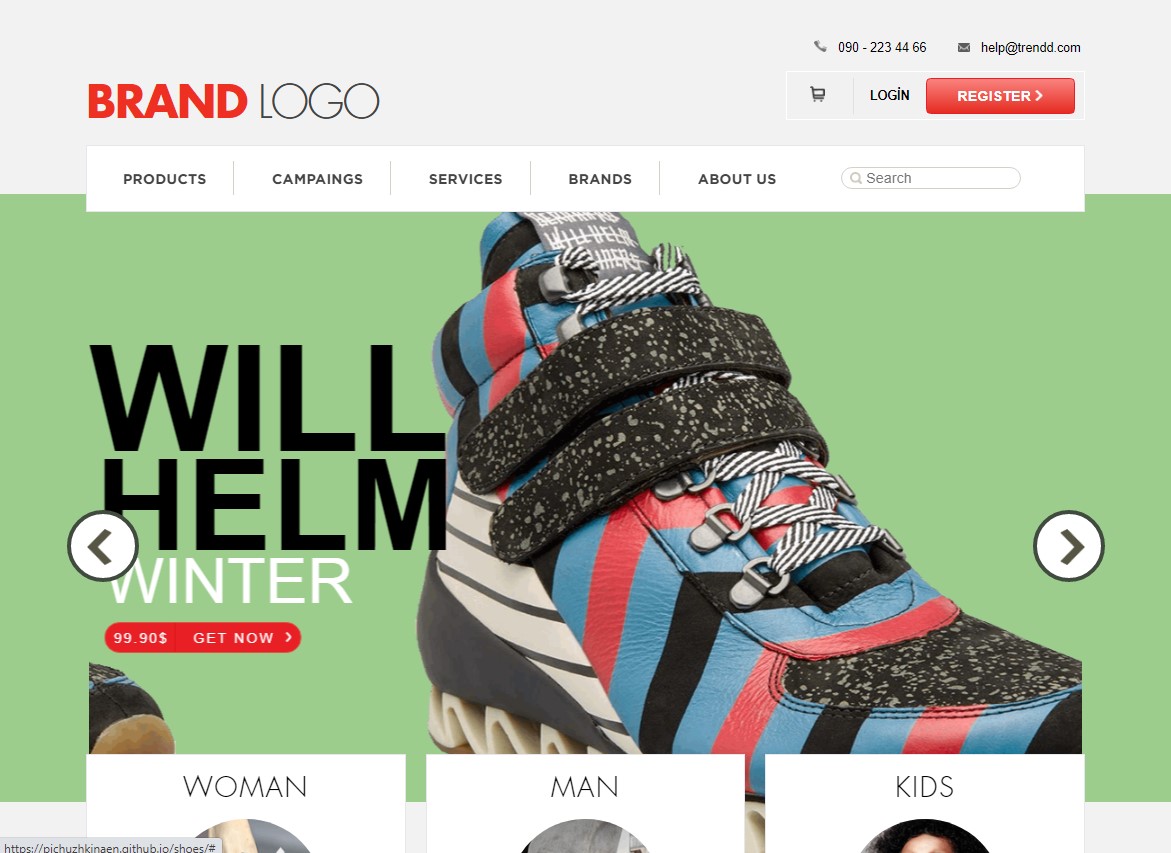 090 - 223 44 66
help@trendd.com
BRAND LOGO
LOGİN
REGISTER
PRODUCTS
CAMPAINGS
SERVICES
BRANDS
ABOUT US
Search
WILLHELM
WILL
HELM
WINTER
99.90$ GET NOW
WOMAN
MAN
KIDS
https://pichuzhkinaen.github.io/shoes/#